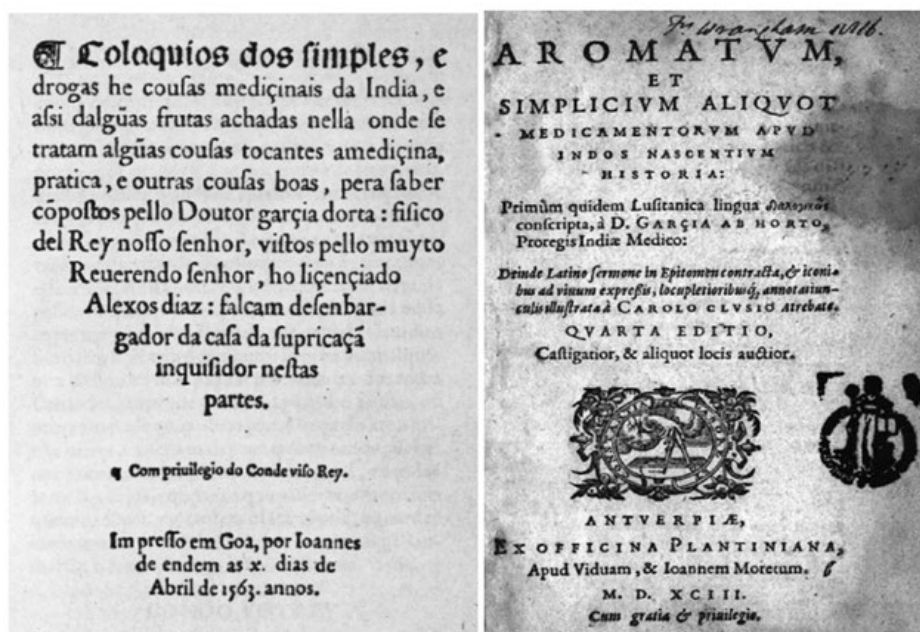 ¶ Colaquios dos ſimples, e
drogas he couſas mediçinais da India, e
aſsi dalgũas frutas achadas nella onde ſe
tratam algũas couſas tocantes amediçina,
pratica, e outras couſas boas, pera ſaber
cõpoſtos pello Doutor garçia dorta : fiſico
del Rey noſſo ſenhor, viſtos pello muyto
Reuerendo ſenhor, ho liçençiado
Alexos diaz : falcam deſenbar-
gador da caſa da ſupricaçã
inquiſidor neſtas
partes.
¶ Com priuilegio do Conde viſo Rey.
Im preſſo em Goa, por Ioannes
de endem as x. dias de
Abril de 1563. annos.
Wrangham
AROMATVM,
ET
SIMPLICIVM ALIQVOT
MEDICAMENTORVM APVD
INDOS NASCENTIVM
HISTORIA:
Primùm quidem Luſitanica lingua
conſcripta, à D. GARÇIA AB HORTO,
Proregis Indiæ Medico:
Deinde Latino ſermone in Epitomen contracta, & iconi-
bus ad viuum expreſsis, locupletioribuſq́; annotatiun-
culis illuſtrata à CAROLO CLVSIO Atrebate.
QVARTA EDITIO,
Caſtigatior, & aliquot locis auctior.
ANTVERPIÆ,
EX OFFICINA PLANTINIANA,
Apud Viduam, & Ioannem Moretum.
M. D. XCIII.
Cum gratia & priuilegio.